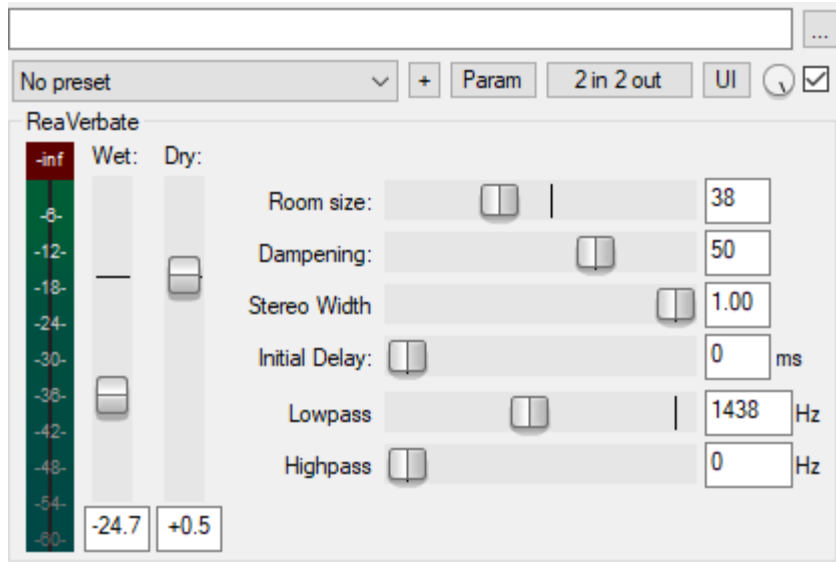 ...
No preset + Param 2 in 2 out UI
ReaVerbate
-inf Wet: Dry:
Room size: 38
-6-
-12- Dampening: 50
-18-
Stereo Width 1.00
-24-
-30- Initial Delay: 0 ms
-36-
Lowpass 1438 Hz
-42-
-48- Highpass 0 Hz
-54-
-24.7 +0.5
-60-